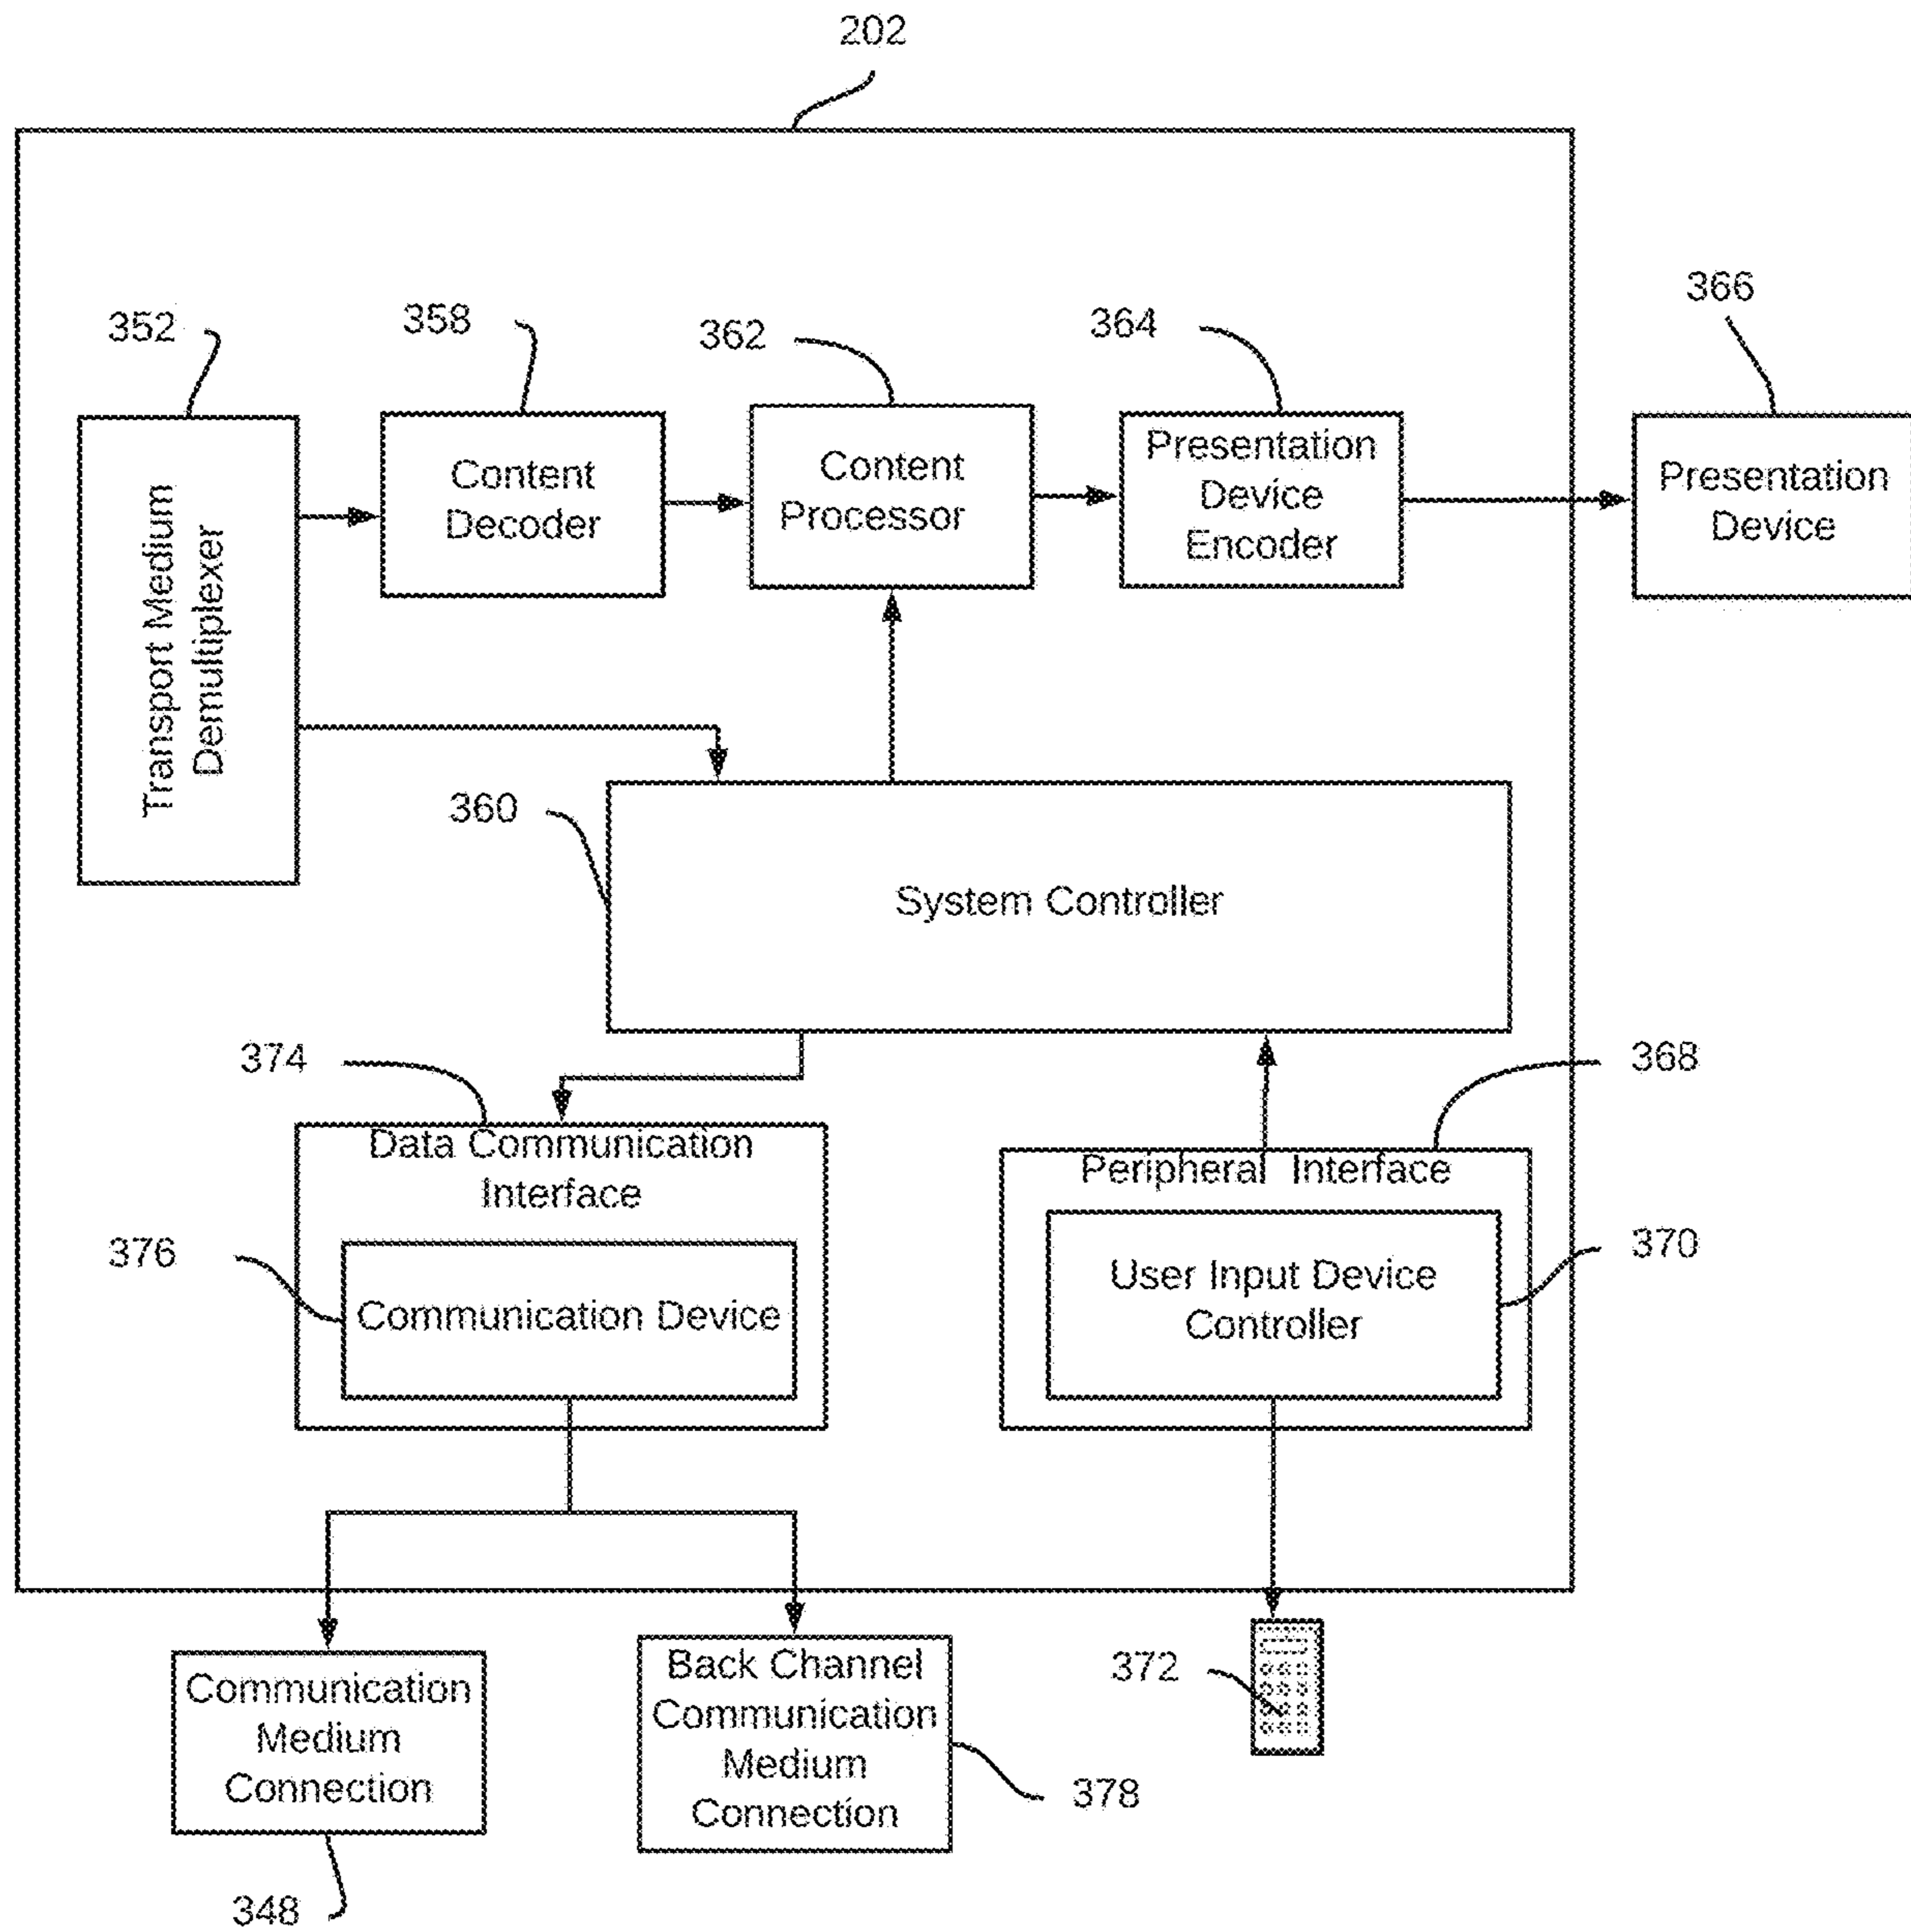 202
352
358
362
364
366
Transport Medium
Demultiplexer
Content
Decoder
Content
Processor
Presentation
Device
Encoder
Presentation
Device
360
System Controller
374
368
Data Communication
Interface
Peripheral Interface
376
370
Communication Device
User Input Device
Controller
Communication
Medium
Connection
Back Channel
Communication
Medium
Connection
372
378
348